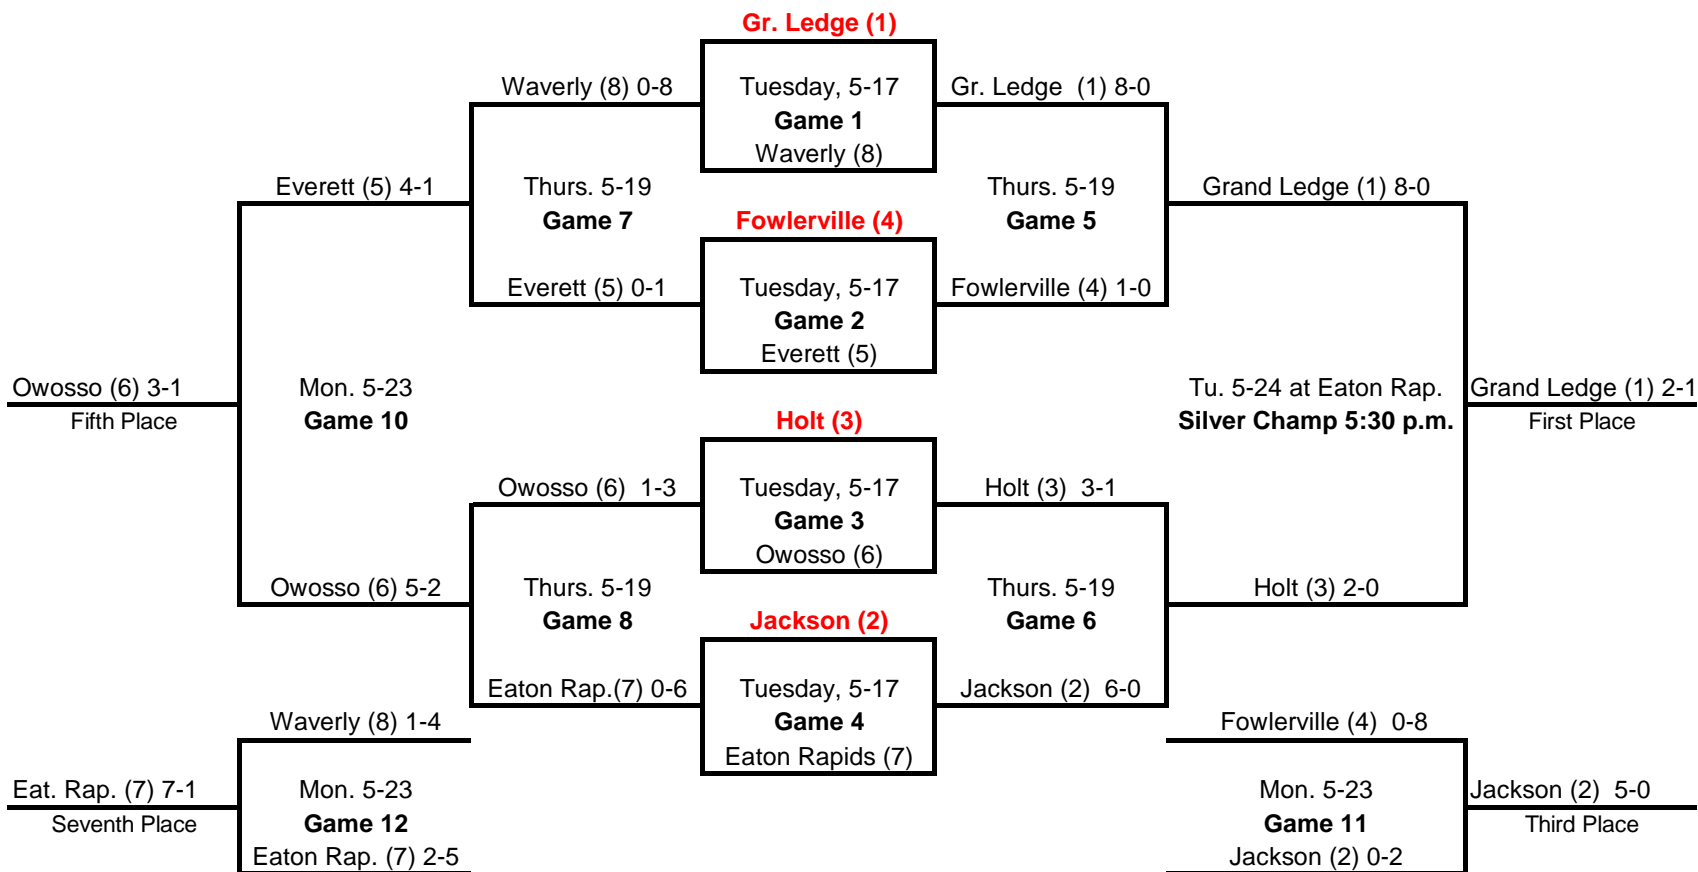 Gr. Ledge (1)
Waverly (8) 0-8
Tuesday, 5-17
Gr. Ledge  (1) 8-0
Game 1
Waverly (8)
Everett (5) 4-1
Thurs. 5-19
Thurs. 5-19
Grand Ledge (1) 8-0
Game 7
Fowlerville (4)
Game 5
Everett (5) 0-1
Tuesday, 5-17
Fowlerville (4) 1-0
Game 2
Everett (5)
Owosso (6) 3-1
Mon. 5-23
Tu. 5-24 at Eaton Rap.
Grand Ledge (1) 2-1
Fifth Place
Game 10
Holt (3)
Silver Champ 5:30 p.m.
First Place
Owosso (6)  1-3
Tuesday, 5-17
Holt (3)  3-1
Game 3
Owosso (6)
Owosso (6) 5-2
Thurs. 5-19
Thurs. 5-19
Holt (3) 2-0
Game 8
Jackson (2)
Game 6
Eaton Rap.(7) 0-6
Tuesday, 5-17
Jackson (2)  6-0
Waverly (8) 1-4
Game 4
Fowlerville (4)  0-8
Eaton Rapids (7)
Eat. Rap. (7) 7-1
Mon. 5-23
Mon. 5-23
Jackson (2)  5-0
Seventh Place
Game 12
Game 11
Third Place
Eaton Rap. (7) 2-5
Jackson (2) 0-2